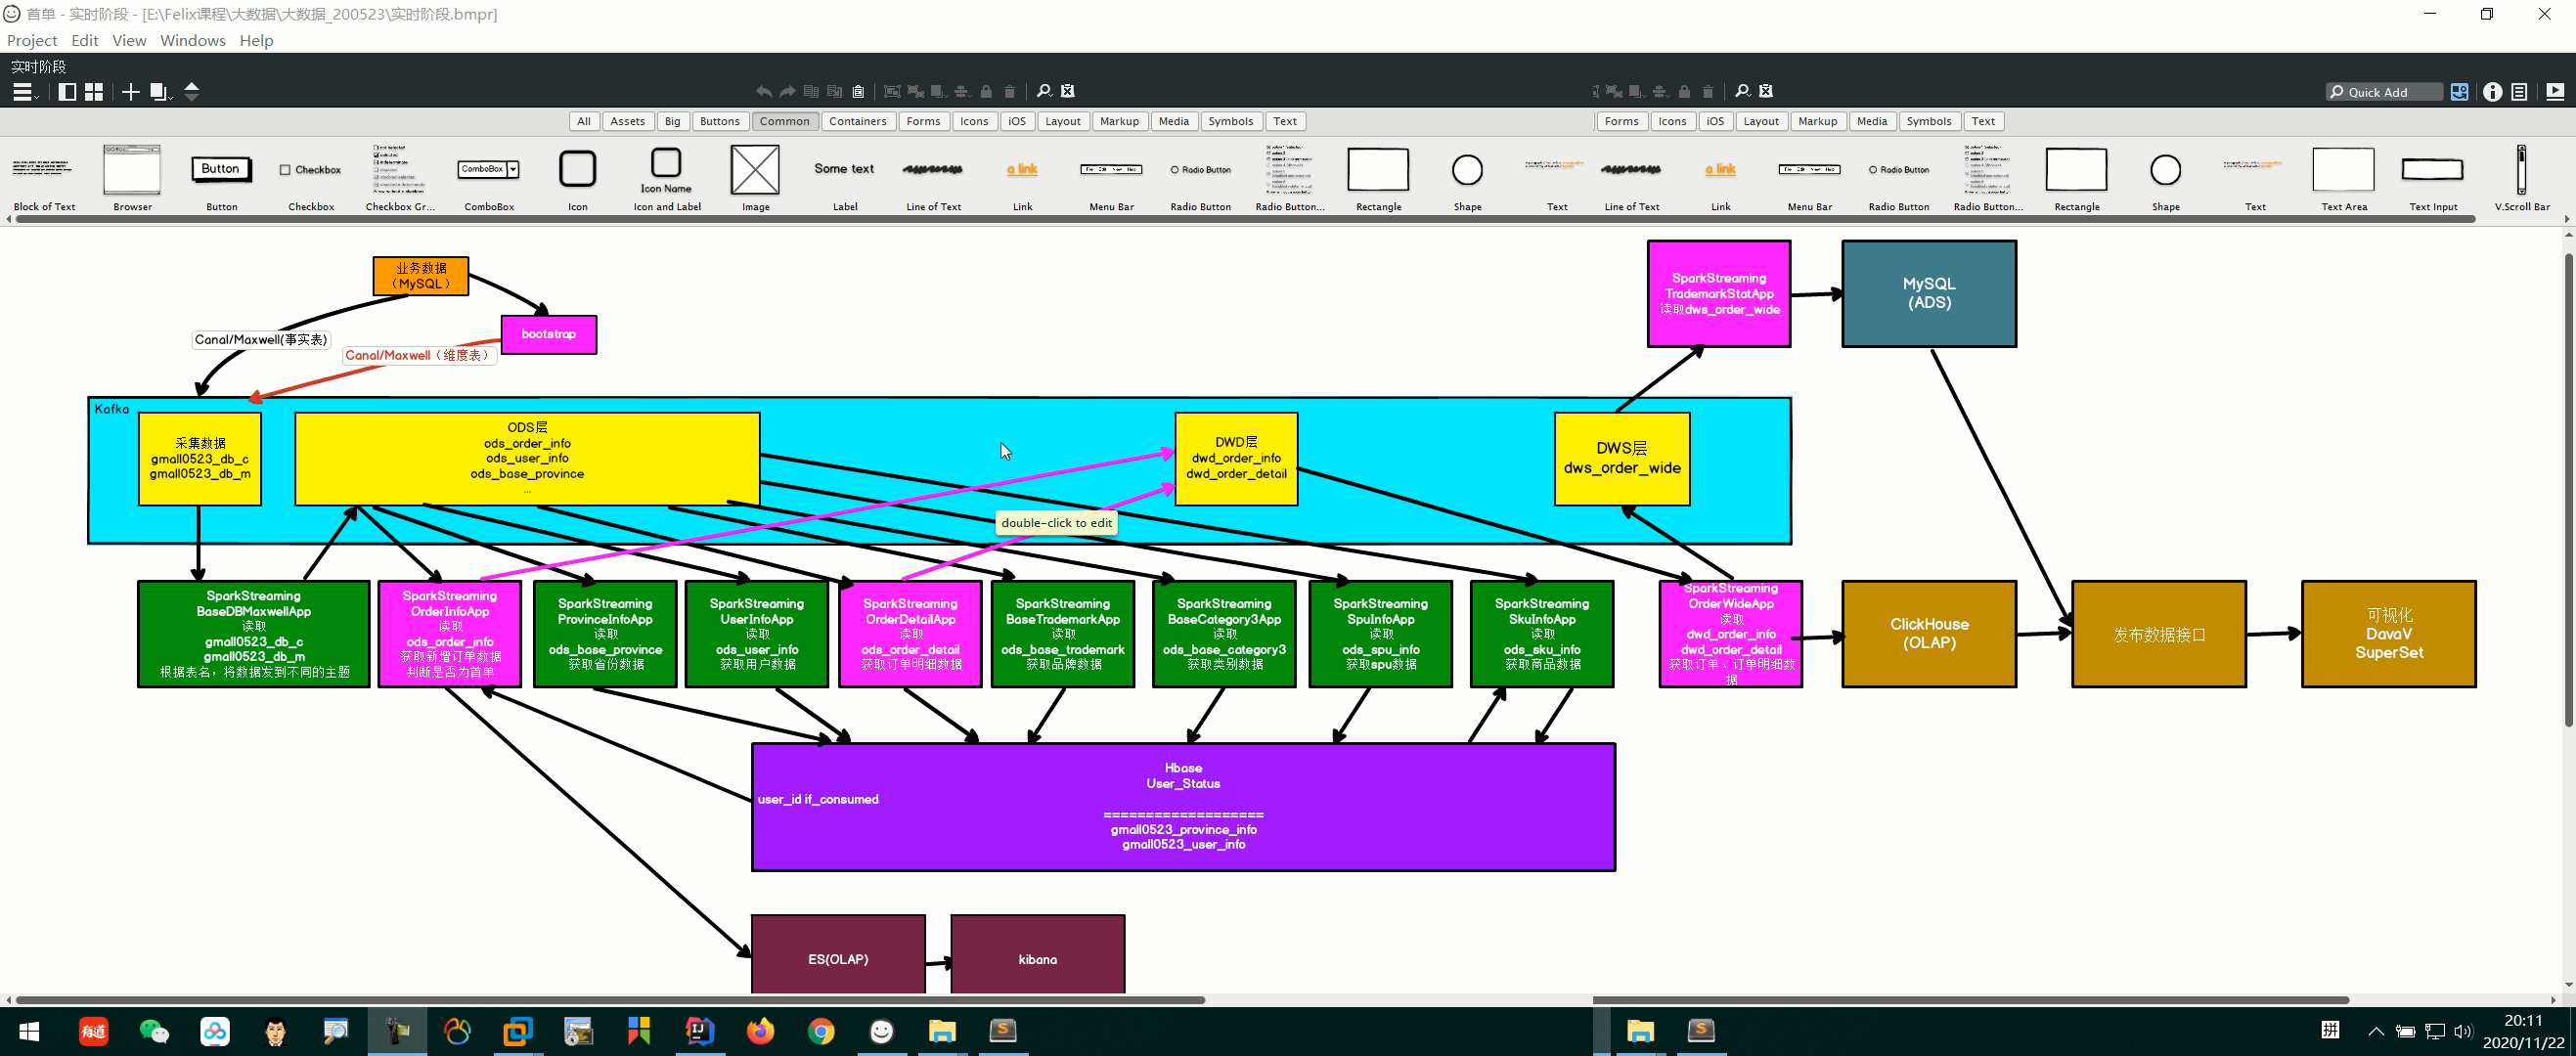 首单 - 实时阶段 - [E:\Felix课程\大数据\大数据_200523\实时阶段.bmpr]
Project Edit View Windows Help
实时阶段
Quick Add
All Assets Big Buttons Common Containers Forms Icons iOS Layout Markup Media Symbols Text Forms Icons iOS Layout Markup Media Symbols Text
Button
Checkbox
ComboBox
Icon Name
Some text
a link
Radio Button
a link
Radio Button
Block of Text Browser Button Checkbox Checkbox Gr... ComboBox Icon Icon and Label Image Label Line of Text Link Menu Bar Radio Button Radio Button... Rectangle Shape Text Line of Text Link Menu Bar Radio Button Radio Button... Rectangle Shape Text Text Area Text Input V.Scroll Bar
业务数据
（MySQL）
bootstrap
Canal/Maxwell(事实表)
Canal/Maxwell（维度表）
SparkStreaming
TrademarkStatApp
读取dws_order_wide
MySQL
(ADS)
Kafka
采集数据
gmall0523_db_c
gmall0523_db_m
ODS层
ods_order_info
ods_user_info
ods_base_province
...
DWD层
dwd_order_info
dwd_order_detail
DWS层
dws_order_wide
double-click to edit
SparkStreaming
BaseDBMaxwellApp
读取
gmall0523_db_c
gmall0523_db_m
根据表名，将数据发到不同的主题
SparkStreaming
OrderInfoApp
读取
ods_order_info
获取新增订单数据
判断是否为首单
SparkStreaming
ProvinceInfoApp
读取
ods_base_province
获取省份数据
SparkStreaming
UserInfoApp
读取
ods_user_info
获取用户数据
SparkStreaming
OrderDetailApp
读取
ods_order_detail
获取订单明细数据
SparkStreaming
BaseTrademarkApp
读取
ods_base_trademark
获取品牌数据
SparkStreaming
BaseCategory3App
读取
ods_base_category3
获取类别数据
SparkStreaming
SpuInfoApp
读取
ods_spu_info
获取spu数据
SparkStreaming
SkuInfoApp
读取
ods_sku_info
获取商品数据
SparkStreaming
OrderWideApp
读取
dwd_order_info
dwd_order_detail
获取订单、订单明细数
据
ClickHouse
(OLAP)
发布数据接口
可视化
DavaV
SuperSet
Hbase
User_Status
user_id if_consumed
===================
gmall0523_province_info
gmall0523_user_info
ES(OLAP)
kibana
有道
拼
20:11
2020/11/22